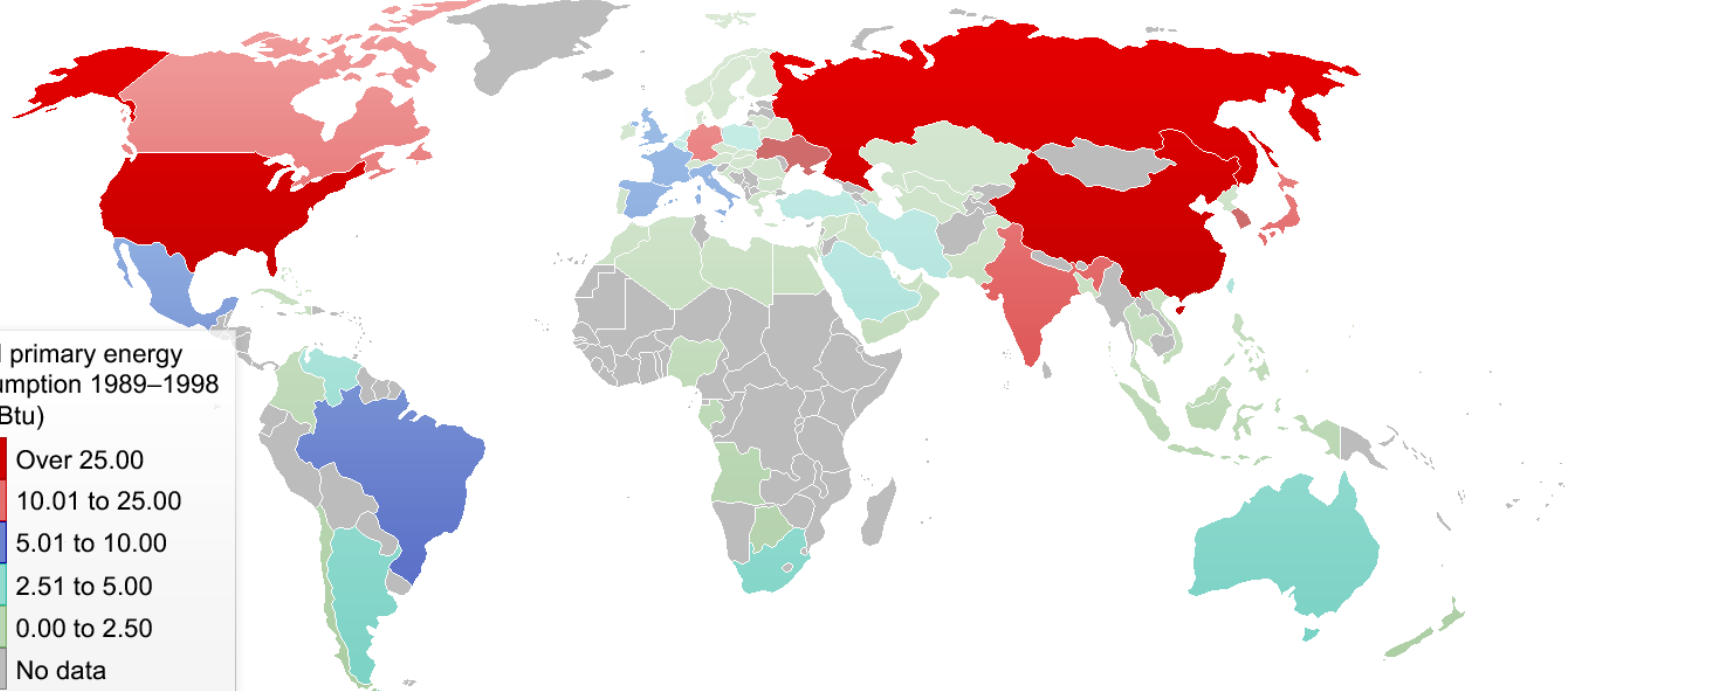 primary energy
umption 1989–1998
Btu)
Over 25.00
10.01 to 25.00
5.01 to 10.00
2.51 to 5.00
0.00 to 2.50
No data